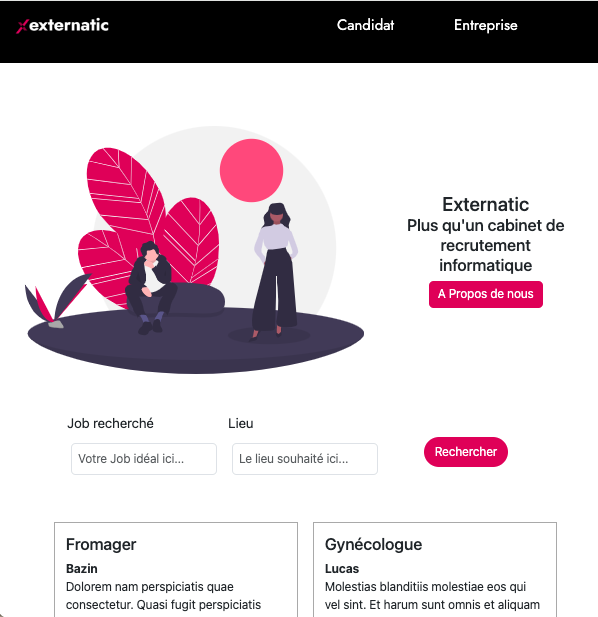 externatic
Candidat
Entreprise
Externatic
Plus qu'un cabinet de
recrutement
informatique
A Propos de nous
Job recherché
Lieu
Votre Job idéal ici...
Le lieu souhaité ici...
Rechercher
Fromager
Bazin
Dolorem nam perspiciatis quae
consectetur. Quasi fugit perspiciatis
Gynécologue
Lucas
Molestias blanditiis molestiae eos qui
vel sint. Et harum sunt omnis et aliquam